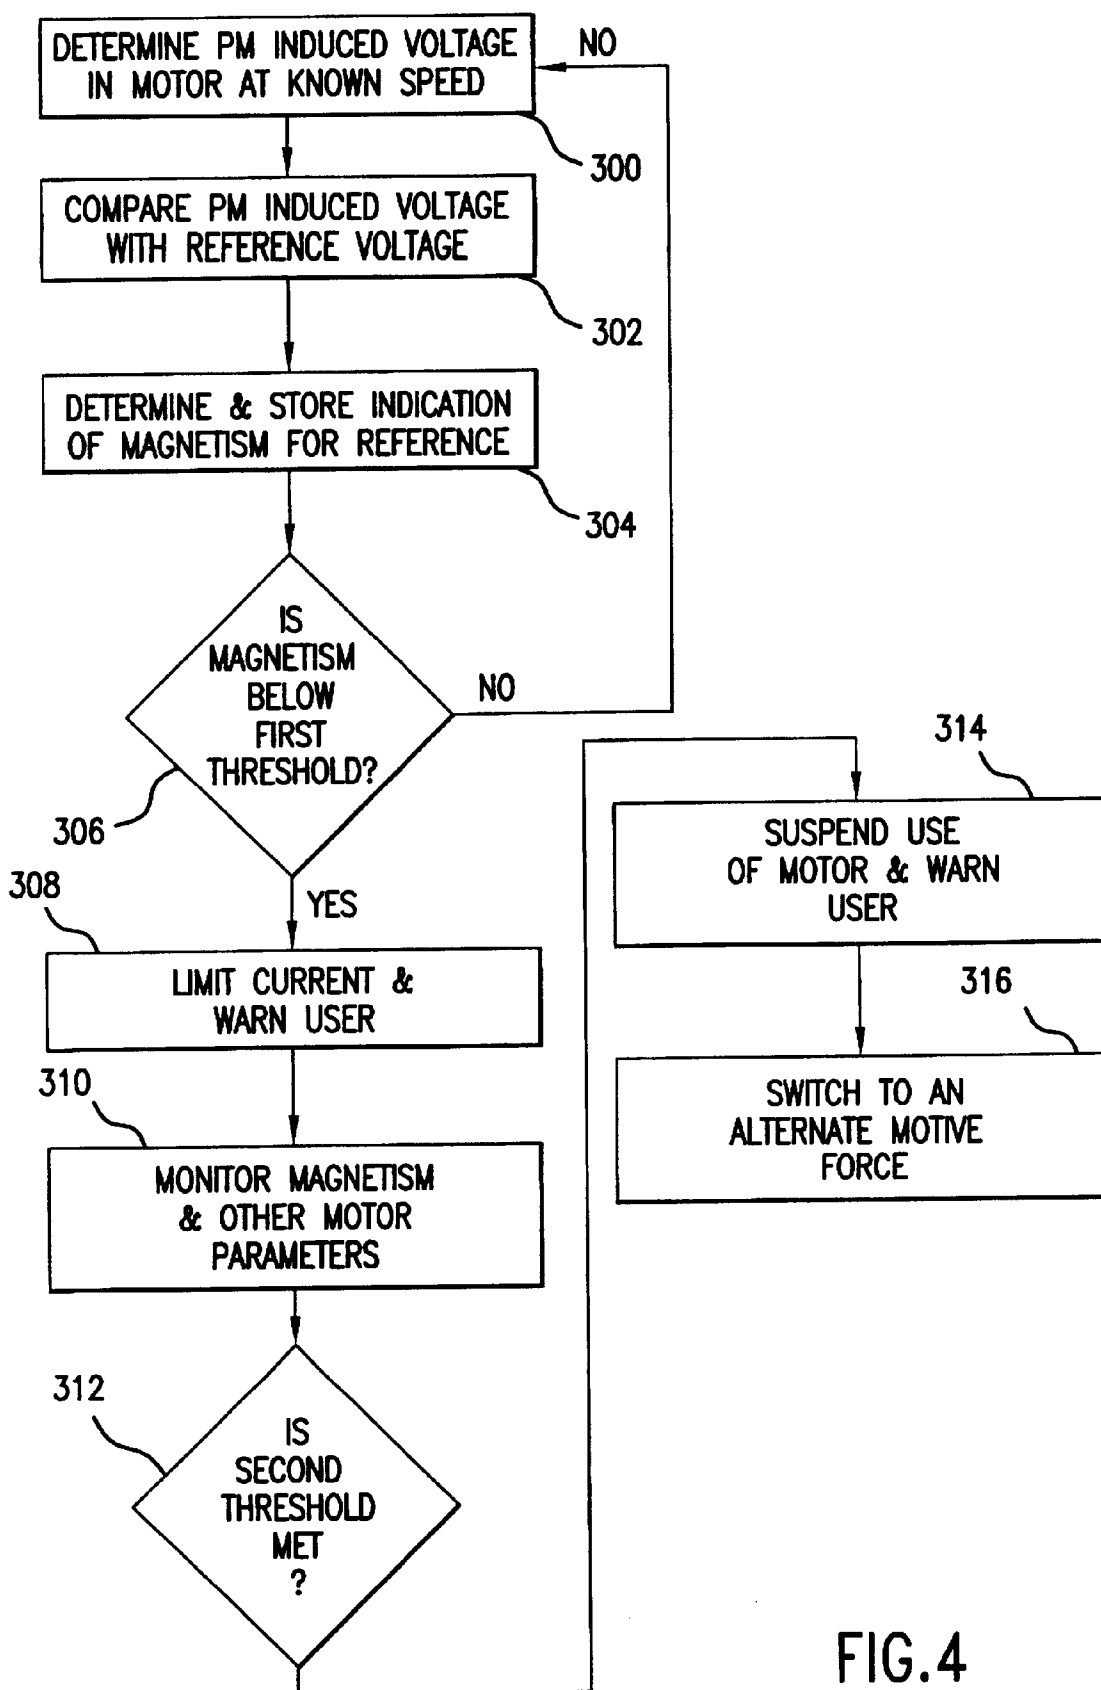 DETERMINE PM INDUCED VOLTAGE
IN MOTOR AT KNOWN SPEED
NO
300
COMPARE PM INDUCED VOLTAGE
WITH REFERENCE VOLTAGE
302
DETERMINE & STORE INDICATION
OF MAGNETISM FOR REFERENCE
304
IS
MAGNETISM
BELOW
FIRST
THRESHOLD?
NO
306
YES
308
LIMIT CURRENT &
WARN USER
310
MONITOR MAGNETISM
& OTHER MOTOR
PARAMETERS
312
IS
SECOND
THRESHOLD
MET
?
314
SUSPEND USE
OF MOTOR & WARN
USER
316
SWITCH TO AN
ALTERNATE MOTIVE
FORCE
FIG.4